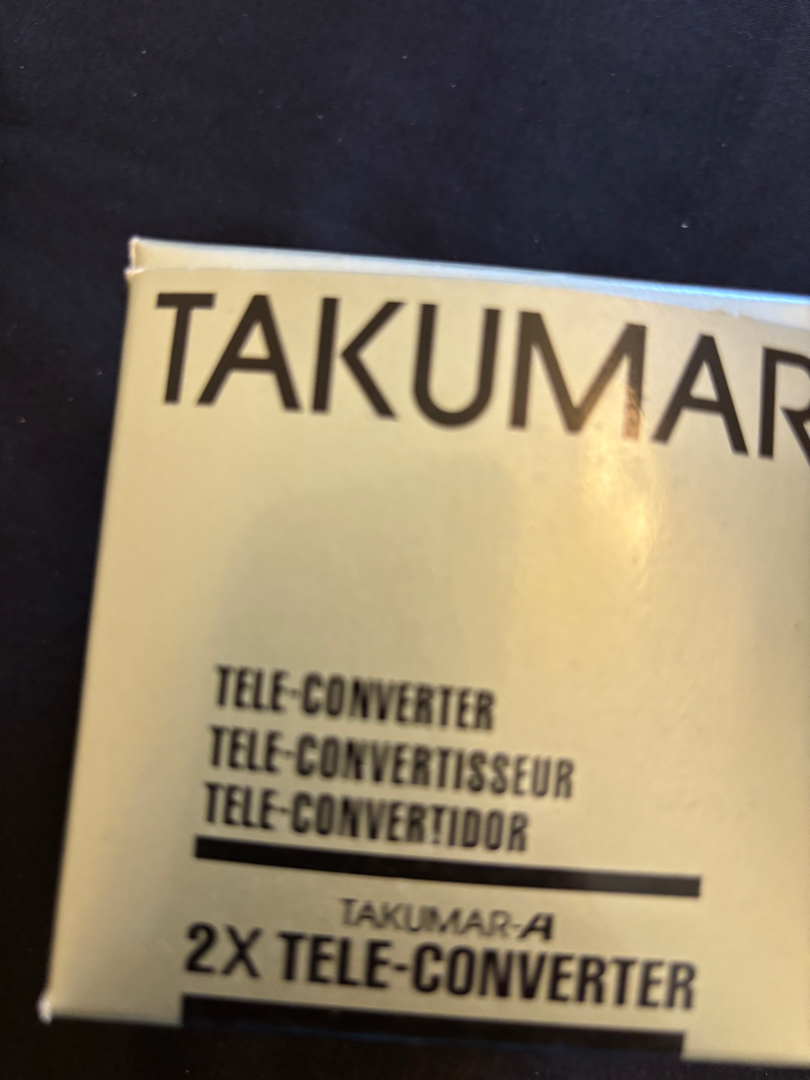 TAKUMAR
TELE-CONVERTER
TELE-CONVERTISSEUR
TELE-CONVERTIDOR
TAKUMAR-A
2X TELE-CONVERTER